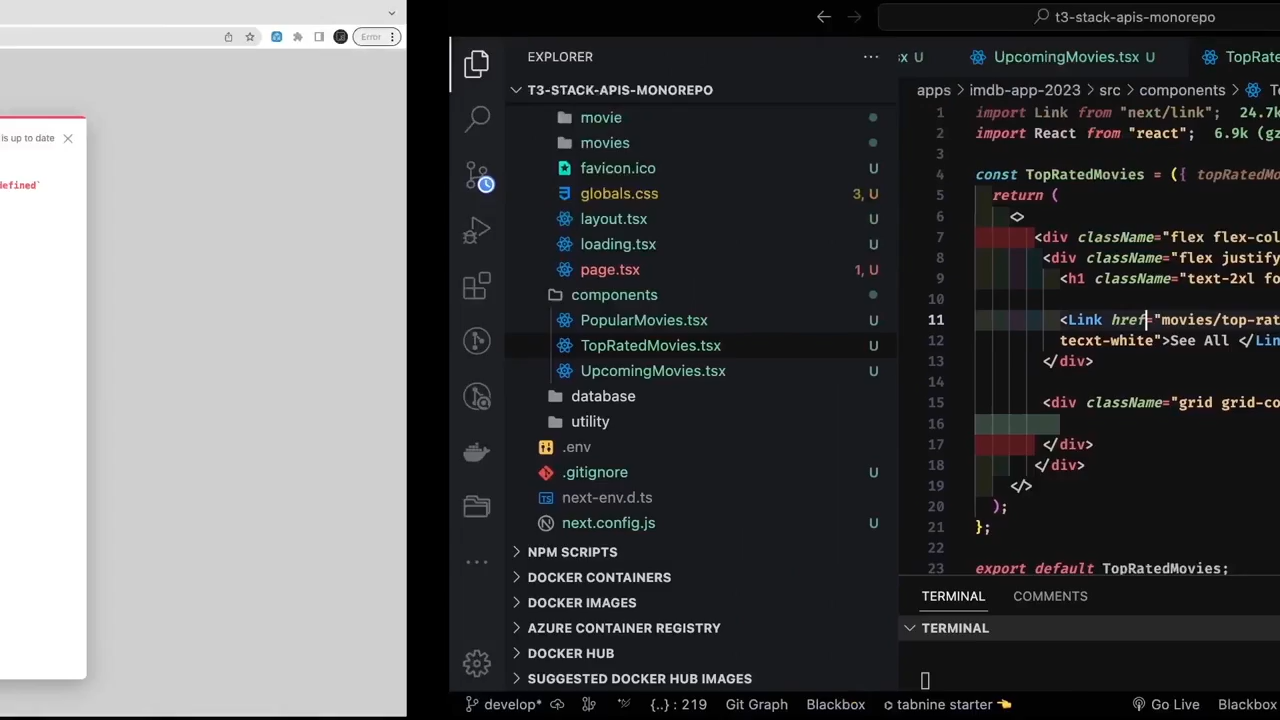 Error
is up to date
defined`
t3-stack-apis-monorepo
EXPLORER
T3-STACK-APIS-MONOREPO
movie
movies
favicon.ico U
globals.css 3, U
layout.tsx U
loading.tsx U
page.tsx 1, U
components
PopularMovies.tsx U
TopRatedMovies.tsx U
UpcomingMovies.tsx U
database
utility
.env
.gitignore U
next-env.d.ts
next.config.js U
NPM SCRIPTS
DOCKER CONTAINERS
DOCKER IMAGES
AZURE CONTAINER REGISTRY
DOCKER HUB
SUGGESTED DOCKER HUB IMAGES
sx U UpcomingMovies.tsx U TopRated
apps > imdb-app-2023 > src > components >
1 import Link from "next/link"; 24.7k
2 import React from "react"; 6.9k (gz
3
4 const TopRatedMovies = ({ topRatedMo
5 return (
6 <>
7 <div className="flex flex-col
8 <div className="flex justify
9 <h1 className="text-2xl fo
10
11 <Link href="movies/top-rat
12 tecxt-white">See All </Lin
13 </div>
14
15 <div className="grid grid-co
16
17 </div>
18 </div>
19 </>
20 );
21 };
22
23 export default TopRatedMovies;
TERMINAL COMMENTS
TERMINAL
develop* {..} : 219 Git Graph Blackbox tabnine starter Go Live Blackbox